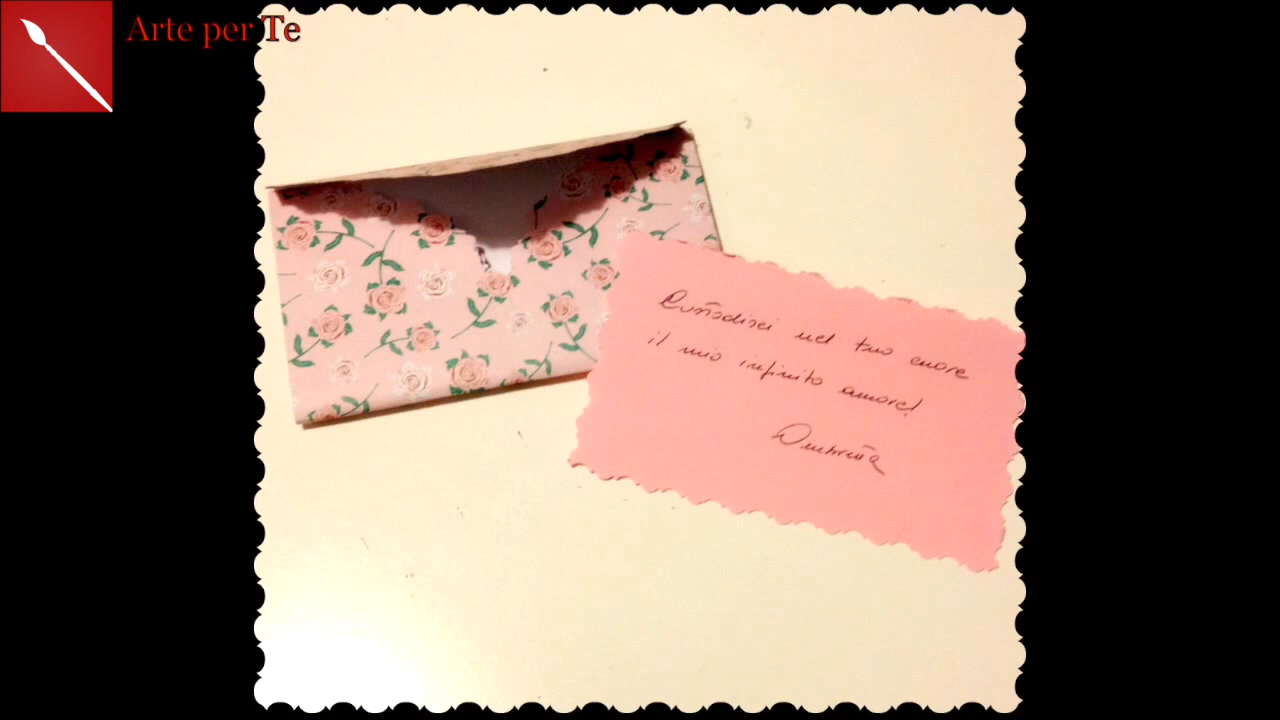 Arte per Te
Custodisci nel tuo cuore
il mio infinito amore!